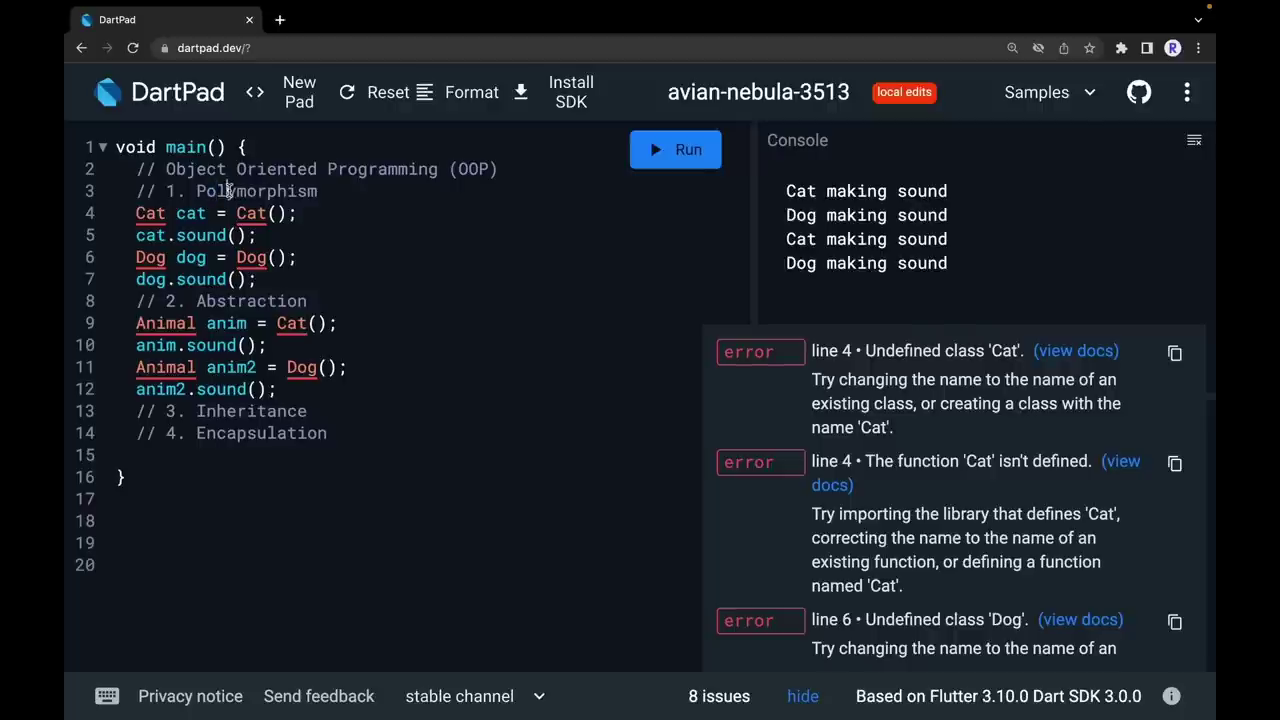 DartPad
dartpad.dev/?
R
DartPad
<> New Pad
Reset
Format
Install SDK
avian-nebula-3513
local edits
Samples
1 void main() {
2 // Object Oriented Programming (OOP)
3 // 1. Polymorphism
4 Cat cat = Cat();
5 cat.sound();
6 Dog dog = Dog();
7 dog.sound();
8 // 2. Abstraction
9 Animal anim = Cat();
10 anim.sound();
11 Animal anim2 = Dog();
12 anim2.sound();
13 // 3. Inheritance
14 // 4. Encapsulation
15
16 }
17
18
19
20
Run
Console
Cat making sound
Dog making sound
Cat making sound
Dog making sound
error line 4 • Undefined class 'Cat'. (view docs)
Try changing the name to the name of an
existing class, or creating a class with the
name 'Cat'.
error line 4 • The function 'Cat' isn't defined. (view
docs)
Try importing the library that defines 'Cat',
correcting the name to the name of an
existing function, or defining a function
named 'Cat'.
error line 6 • Undefined class 'Dog'. (view docs)
Try changing the name to the name of an
Privacy notice
Send feedback
stable channel
8 issues
hide
Based on Flutter 3.10.0 Dart SDK 3.0.0